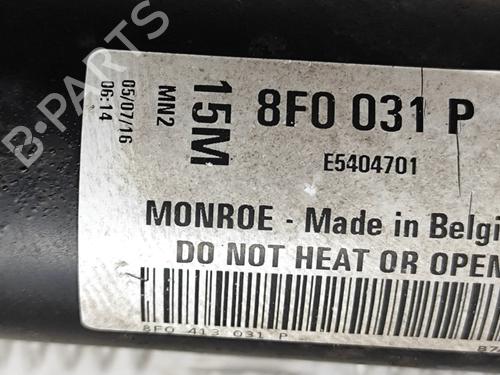 B-PARTS
05/07/16
06:14
MN2
15M
8F0 031 P
E5404701
MONROE - Made in Belgi
DO NOT HEAT OR OPEN
8F0 413 031 P